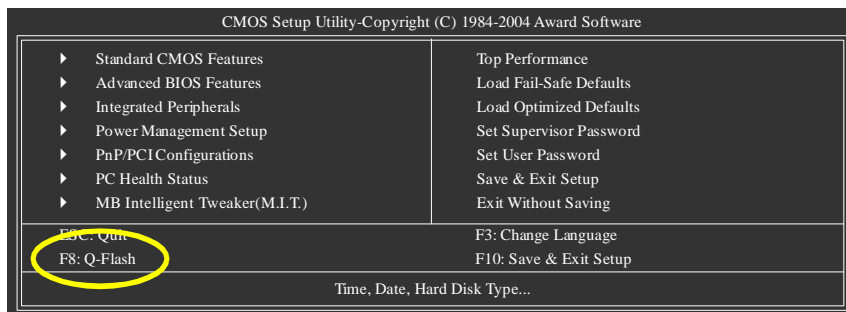 CMOS Setup Utility-Copyright (C) 1984-2004 Award Software
Standard CMOS Features
Advanced BIOS Features
Integrated Peripherals
Power Management Setup
PnP/PCI Configurations
PC Health Status
MB Intelligent Tweaker(M.I.T.)
Top Performance
Load Fail-Safe Defaults
Load Optimized Defaults
Set Supervisor Password
Set User Password
Save & Exit Setup
Exit Without Saving
ESC: Quit
F8: Q-Flash
F3: Change Language
F10: Save & Exit Setup
Time, Date, Hard Disk Type...